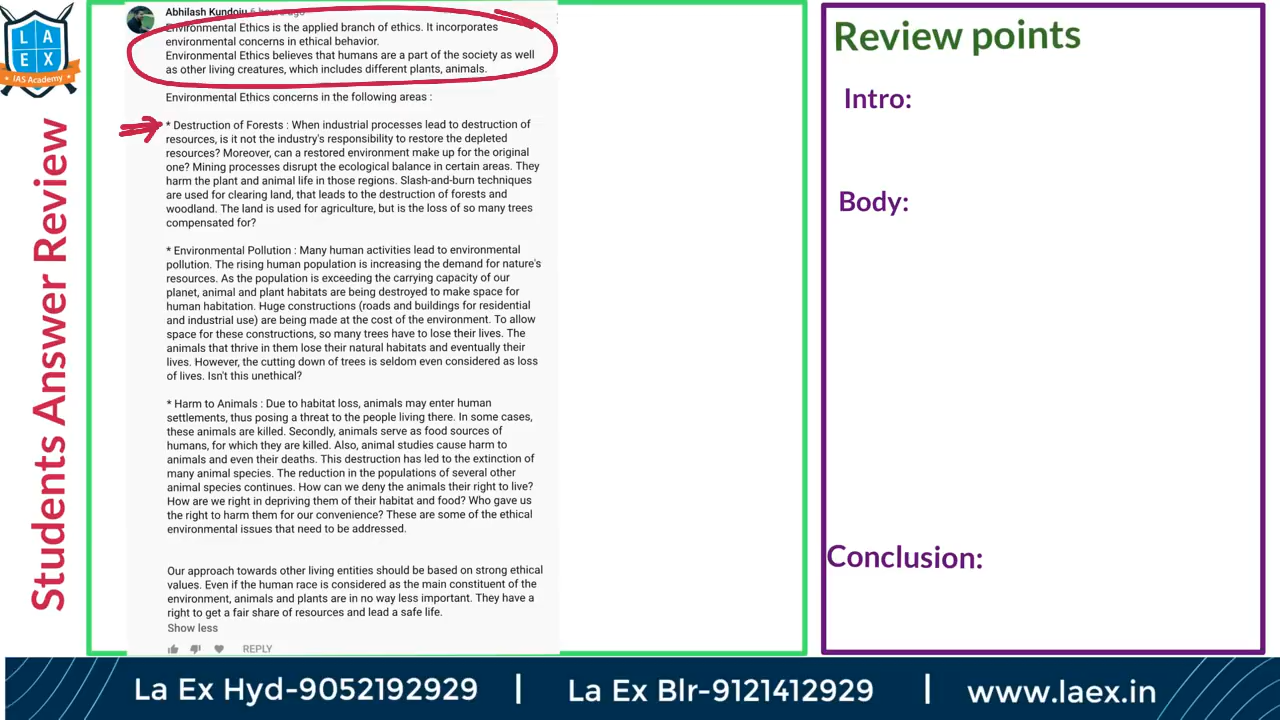 LA
EX
IAS Academy
Students Answer Review
Abhilash Kundoju 6 hours ago
Environmental Ethics is the applied branch of ethics. It incorporates
environmental concerns in ethical behavior.
Environmental Ethics believes that humans are a part of the society as well
as other living creatures, which includes different plants, animals.
Environmental Ethics concerns in the following areas :
* Destruction of Forests : When industrial processes lead to destruction of
resources, is it not the industry's responsibility to restore the depleted
resources? Moreover, can a restored environment make up for the original
one? Mining processes disrupt the ecological balance in certain areas. They
harm the plant and animal life in those regions. Slash-and-burn techniques
are used for clearing land, that leads to the destruction of forests and
woodland. The land is used for agriculture, but is the loss of so many trees
compensated for?
* Environmental Pollution : Many human activities lead to environmental
pollution. The rising human population is increasing the demand for nature's
resources. As the population is exceeding the carrying capacity of our
planet, animal and plant habitats are being destroyed to make space for
human habitation. Huge constructions (roads and buildings for residential
and industrial use) are being made at the cost of the environment. To allow
space for these constructions, so many trees have to lose their lives. The
animals that thrive in them lose their natural habitats and eventually their
lives. However, the cutting down of trees is seldom even considered as loss
of lives. Isn't this unethical?
* Harm to Animals : Due to habitat loss, animals may enter human
settlements, thus posing a threat to the people living there. In some cases,
these animals are killed. Secondly, animals serve as food sources of
humans, for which they are killed. Also, animal studies cause harm to
animals and even their deaths. This destruction has led to the extinction of
many animal species. The reduction in the populations of several other
animal species continues. How can we deny the animals their right to live?
How are we right in depriving them of their habitat and food? Who gave us
the right to harm them for our convenience? These are some of the ethical
environmental issues that need to be addressed.
Our approach towards other living entities should be based on strong ethical
values. Even if the human race is considered as the main constituent of the
environment, animals and plants are in no way less important. They have a
right to get a fair share of resources and lead a safe life.
Show less
REPLY
Review points
Intro:
Body:
Conclusion:
La Ex Hyd-9052192929 | La Ex Blr-9121412929 | www.laex.in